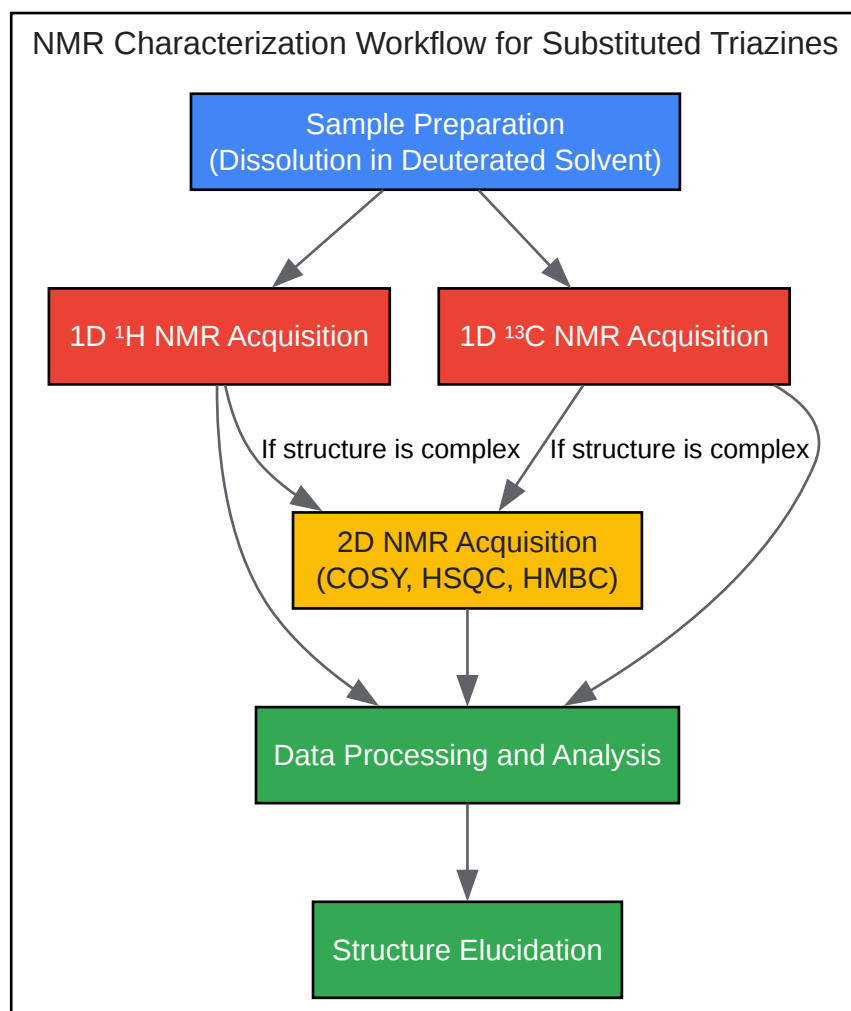 NMR Characterization Workflow for Substituted Triazines
Sample Preparation
(Dissolution in Deuterated Solvent)
1D ¹H NMR Acquisition
1D ¹³C NMR Acquisition
If structure is complex
If structure is complex
2D NMR Acquisition
(COSY, HSQC, HMBC)
Data Processing and Analysis
Structure Elucidation